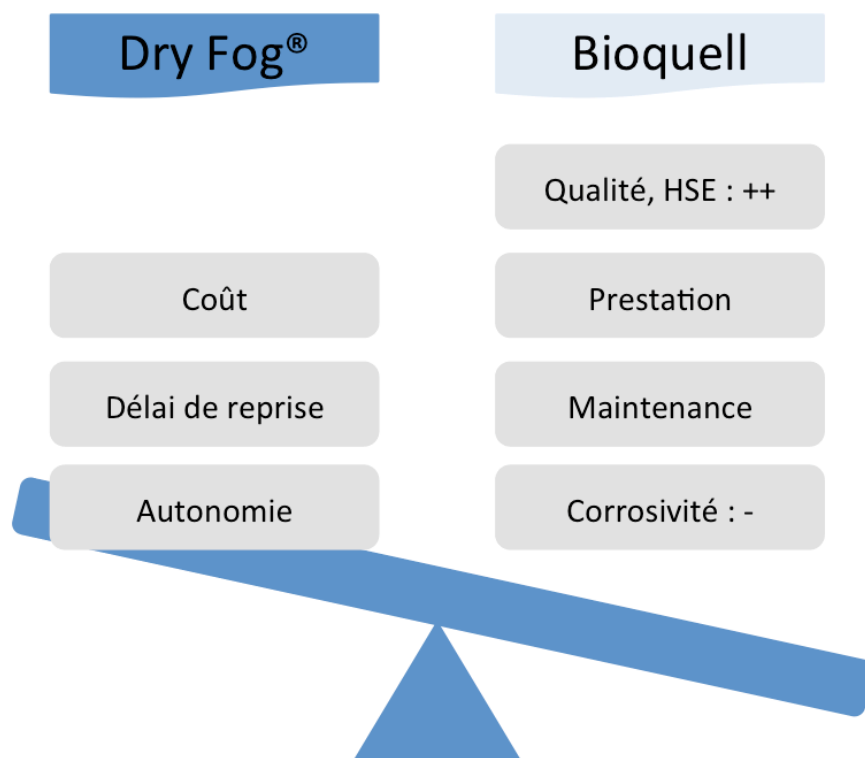 Dry Fog®
Bioquell
Qualité, HSE : ++
Coût
Prestation
Délai de reprise
Maintenance
Autonomie
Corrosivité : -